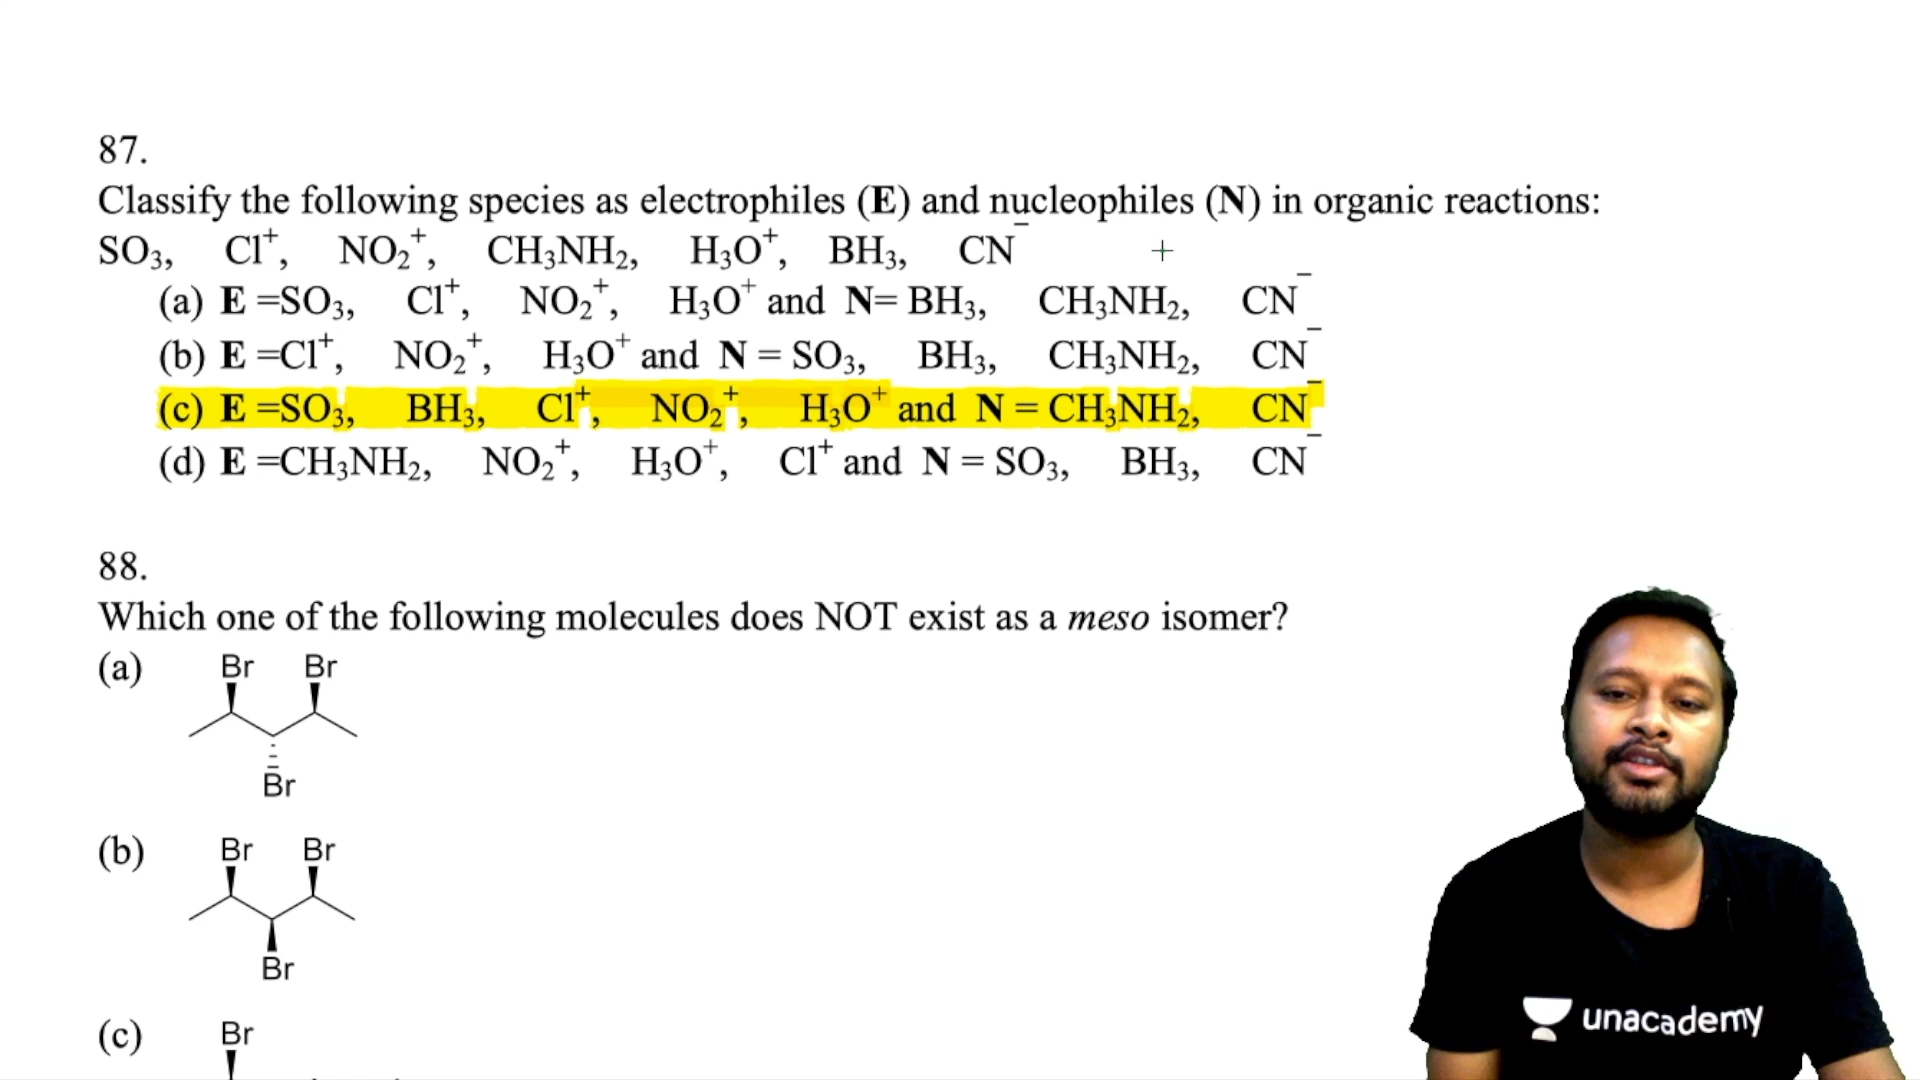 87.
Classify the following species as electrophiles (E) and nucleophiles (N) in organic reactions:
SO₃, Cl⁺, NO₂⁺, CH₃NH₂, H₃O⁺, BH₃, CN⁻
(a) E =SO₃, Cl⁺, NO₂⁺, H₃O⁺ and N= BH₃, CH₃NH₂, CN⁻
(b) E =Cl⁺, NO₂⁺, H₃O⁺ and N = SO₃, BH₃, CH₃NH₂, CN⁻
(c) E =SO₃, BH₃, Cl⁺, NO₂⁺, H₃O⁺ and N = CH₃NH₂, CN⁻
(d) E =CH₃NH₂, NO₂⁺, H₃O⁺, Cl⁺ and N = SO₃, BH₃, CN⁻
88.
Which one of the following molecules does NOT exist as a meso isomer?
(a) Br Br
Br
(b) Br Br
Br
(c) Br
unacademy